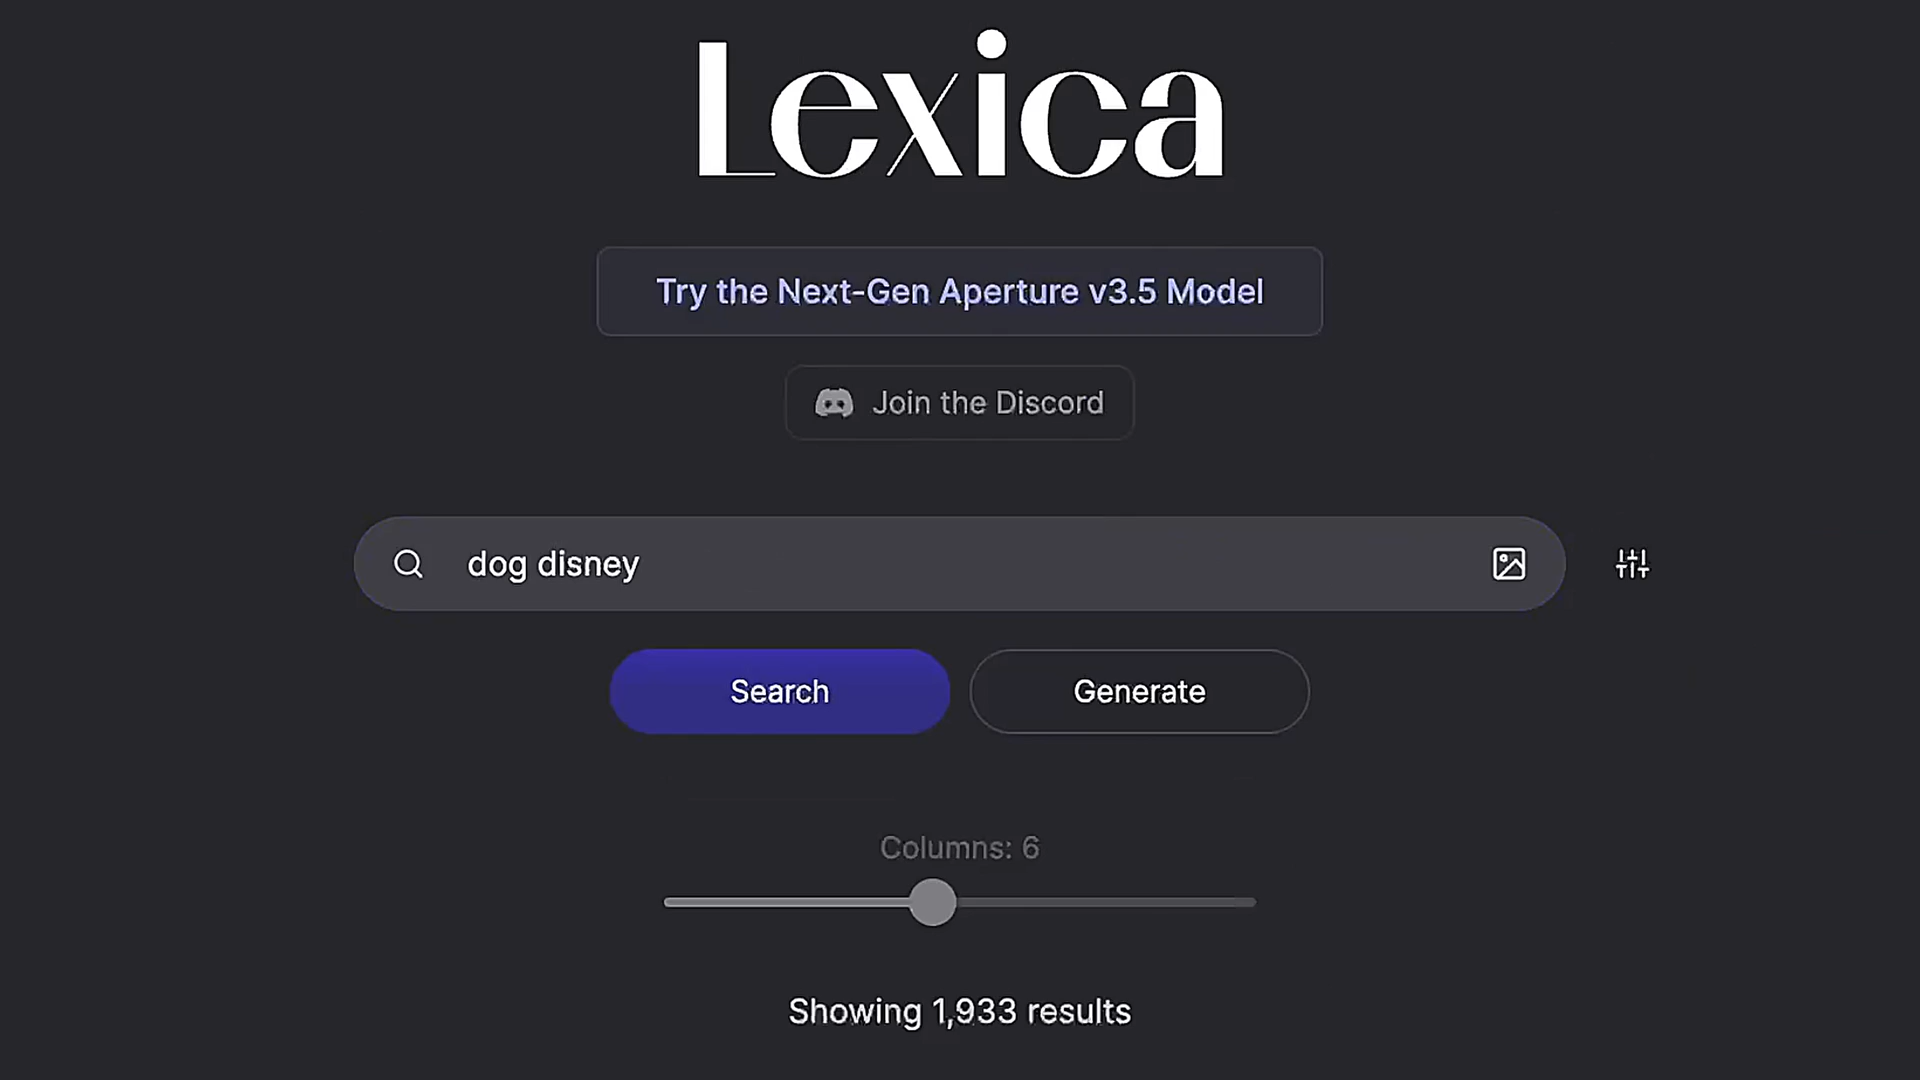 Lexica
Try the Next-Gen Aperture v3.5 Model
Join the Discord
dog disney
Search
Generate
Columns: 6
Showing 1,933 results